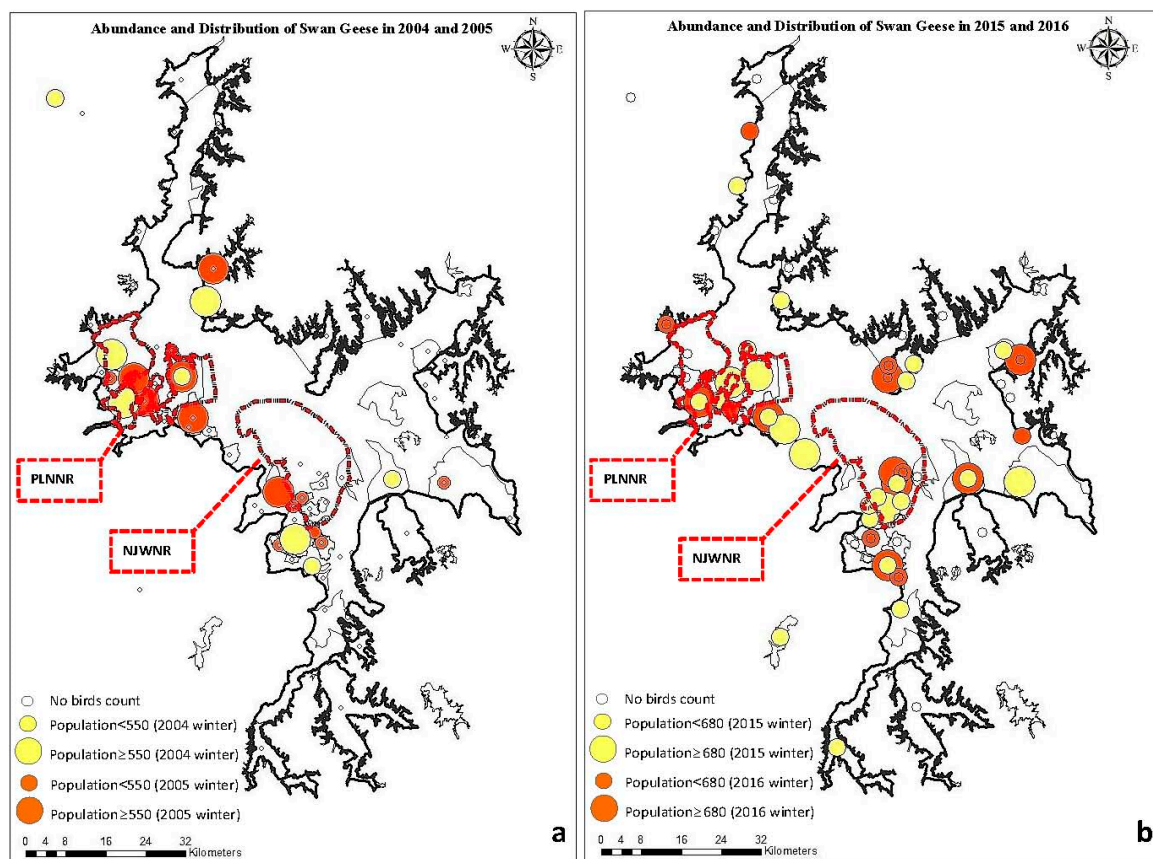 Abundance and Distribution of Swan Geese in 2004 and 2005
N
W E
S
PLNNR
NJWNR
No birds count
Population<550 (2004 winter)
Population≥550 (2004 winter)
Population<550 (2005 winter)
Population≥550 (2005 winter)
0 4 8 16 24 32
Kilometers
a
Abundance and Distribution of Swan Geese in 2015 and 2016
N
W E
S
PLNNR
NJWNR
No birds count
Population<680 (2015 winter)
Population≥680 (2015 winter)
Population<680 (2016 winter)
Population≥680 (2016 winter)
0 4 8 16 24 32
Kilometers
b